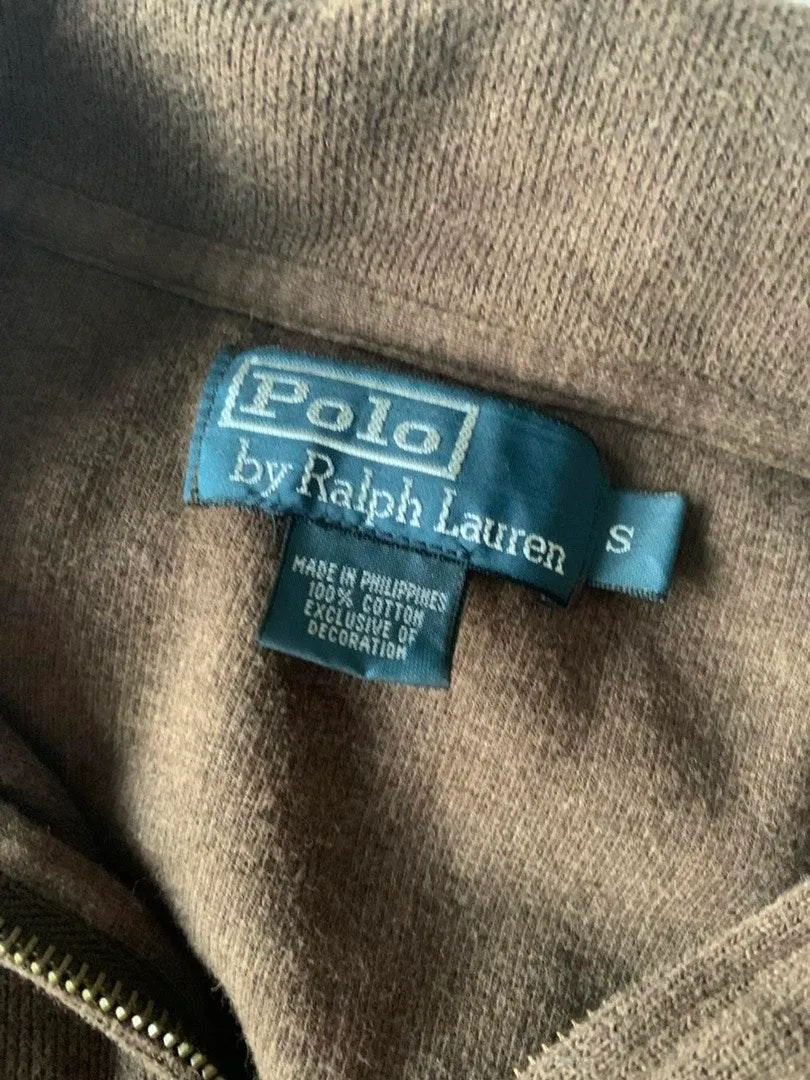 Polo
by Ralph Lauren
S
MADE IN PHILIPPINES
100% COTTON
EXCLUSIVE OF
DECORATION